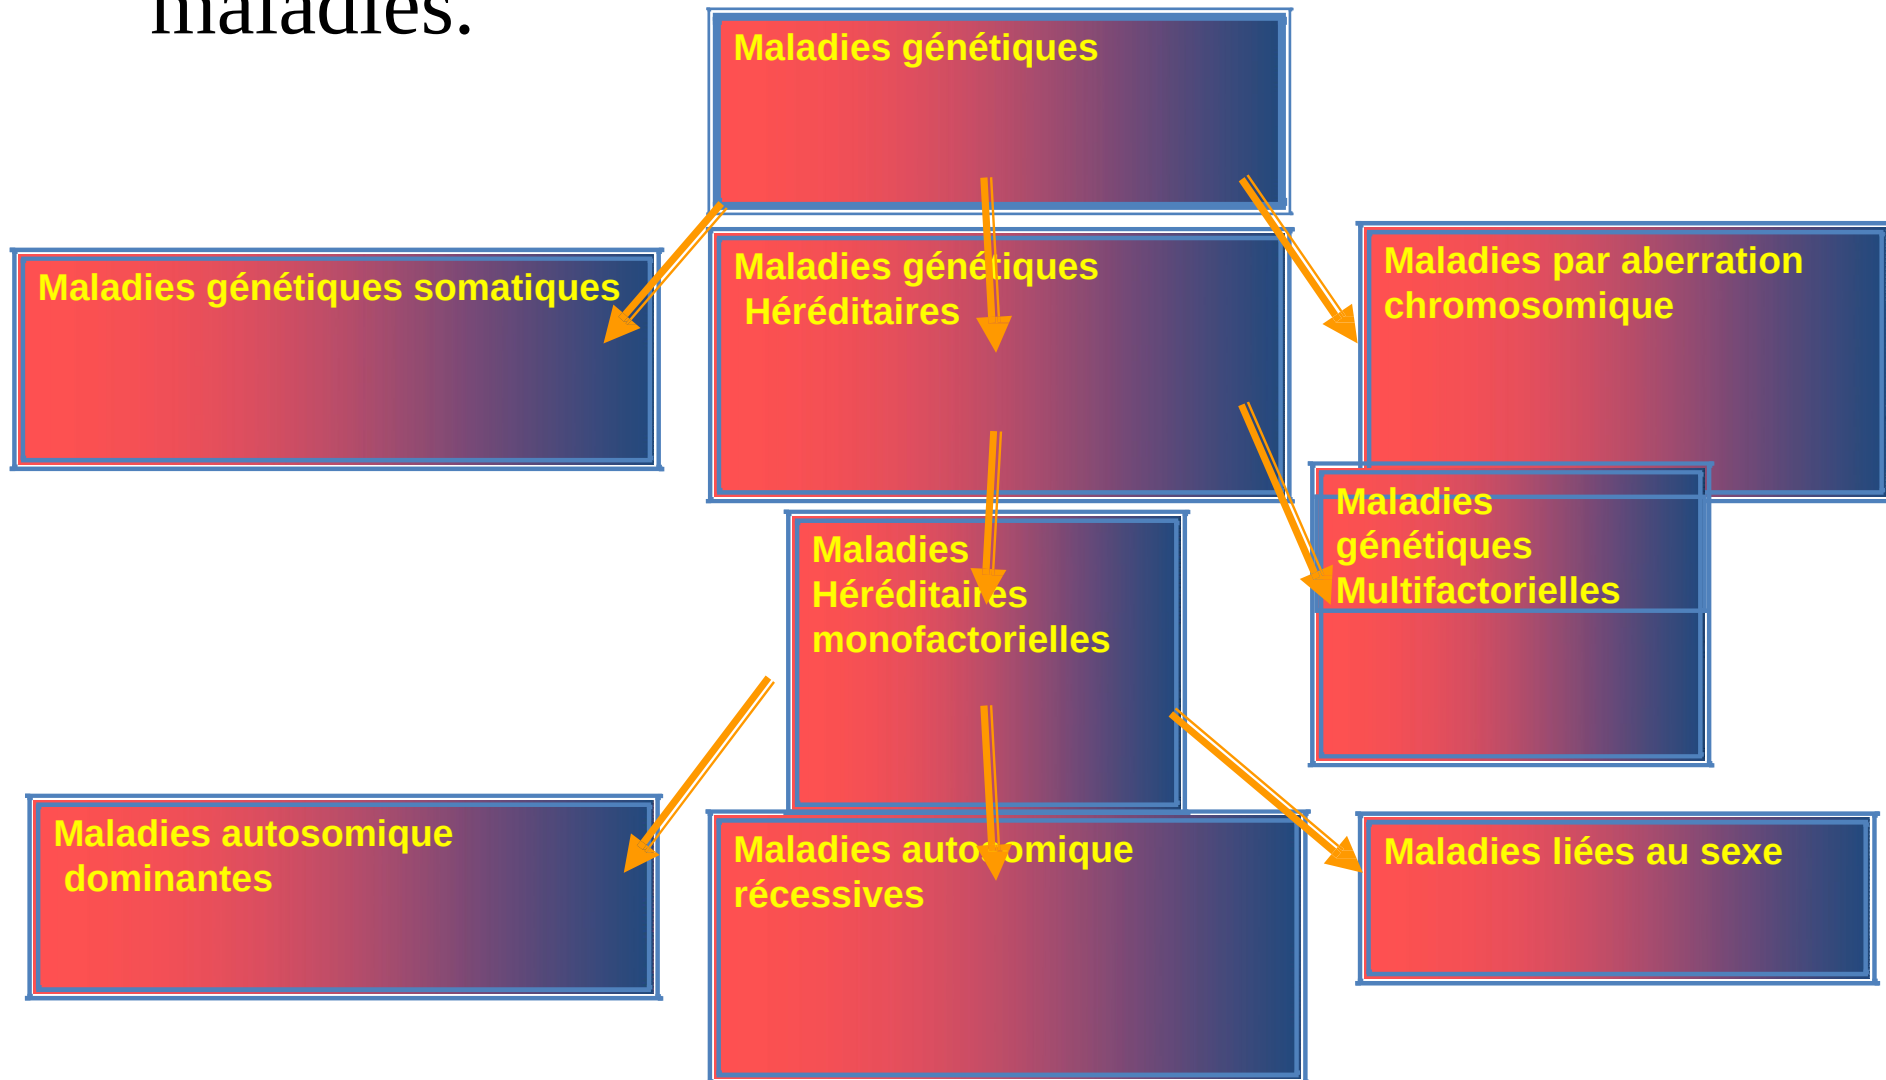 maladies.
Maladies génétiques
Maladies génétiques somatiques
Maladies génétiques
Héréditaires
Maladies par aberration
chromosomique
Maladies
Héréditaires
monofactorielles
Maladies
génétiques
Multifactorielles
Maladies autosomique
dominantes
Maladies autosomique
récessives
Maladies liées au sexe